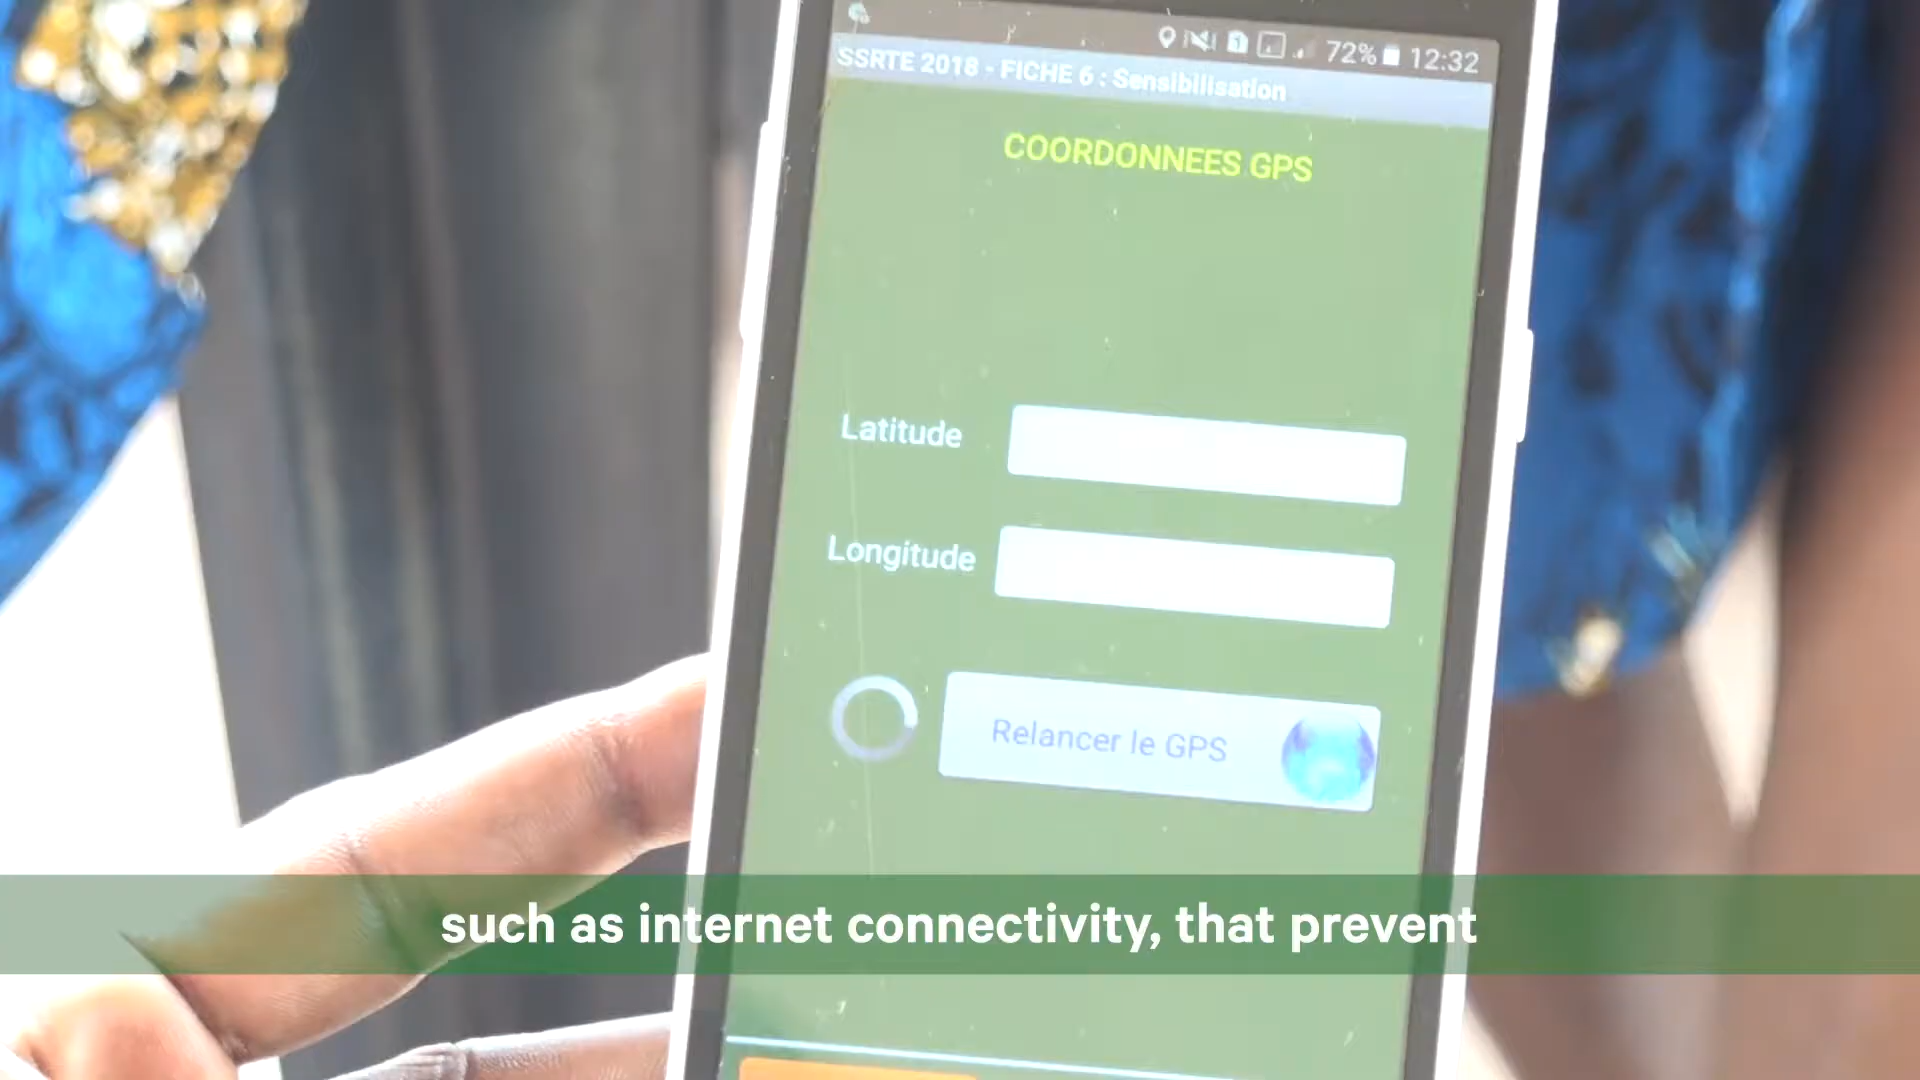 72% 12:32
SSRTE 2018 - FICHE 6 : Sensibilisation
COORDONNEES GPS
Latitude
Longitude
Relancer le GPS
such as internet connectivity, that prevent